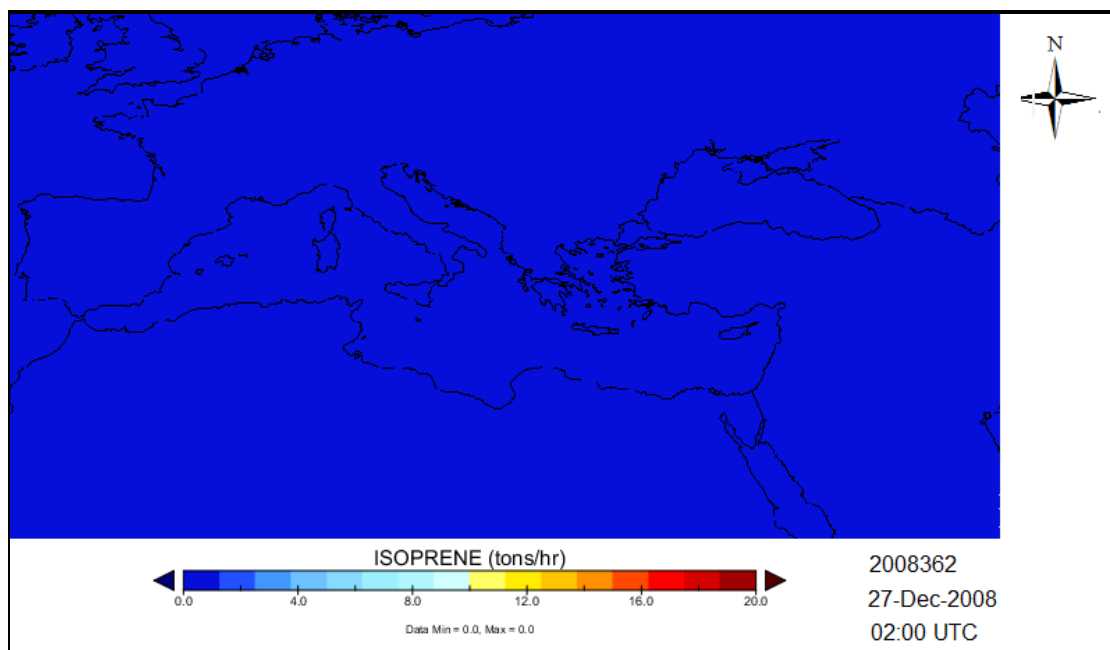 N
ISOPRENE (tons/hr)
0.0 4.0 8.0 12.0 16.0 20.0
Data Min = 0.0, Max = 0.0
2008362
27-Dec-2008
02:00 UTC